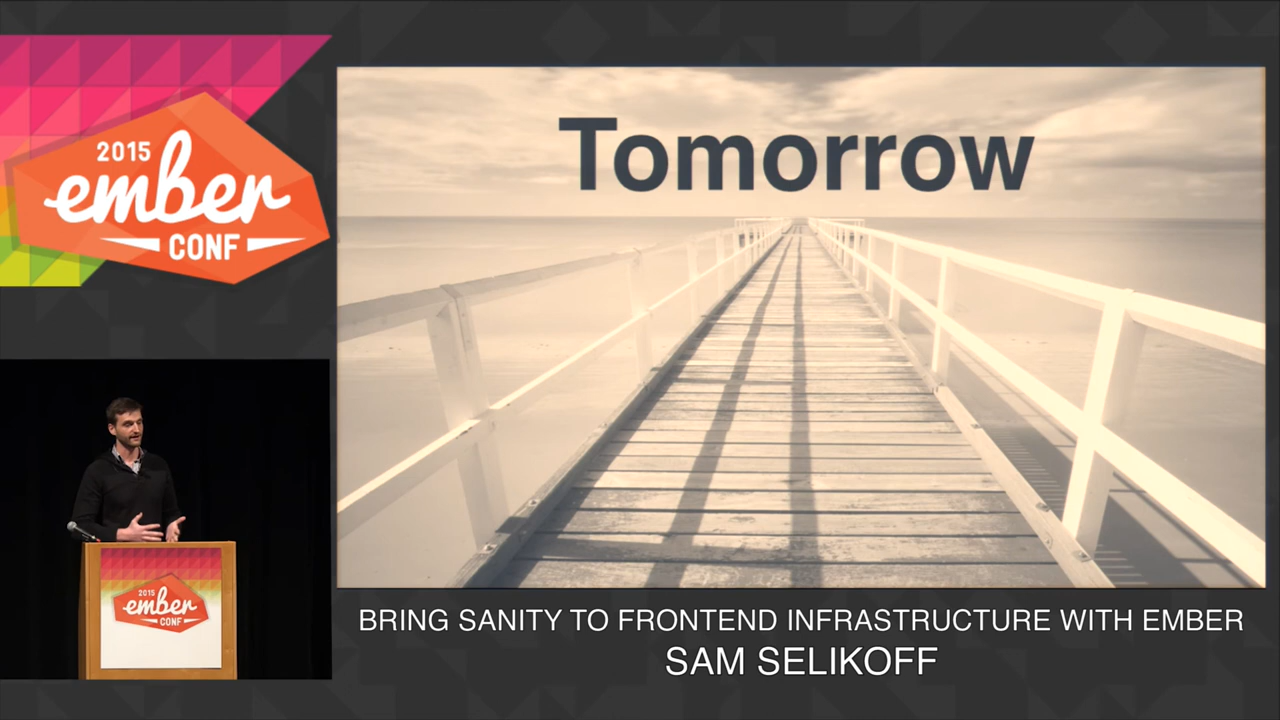 2015
ember
CONF
Tomorrow
2015
ember
CONF
BRING SANITY TO FRONTEND INFRASTRUCTURE WITH EMBER
SAM SELIKOFF